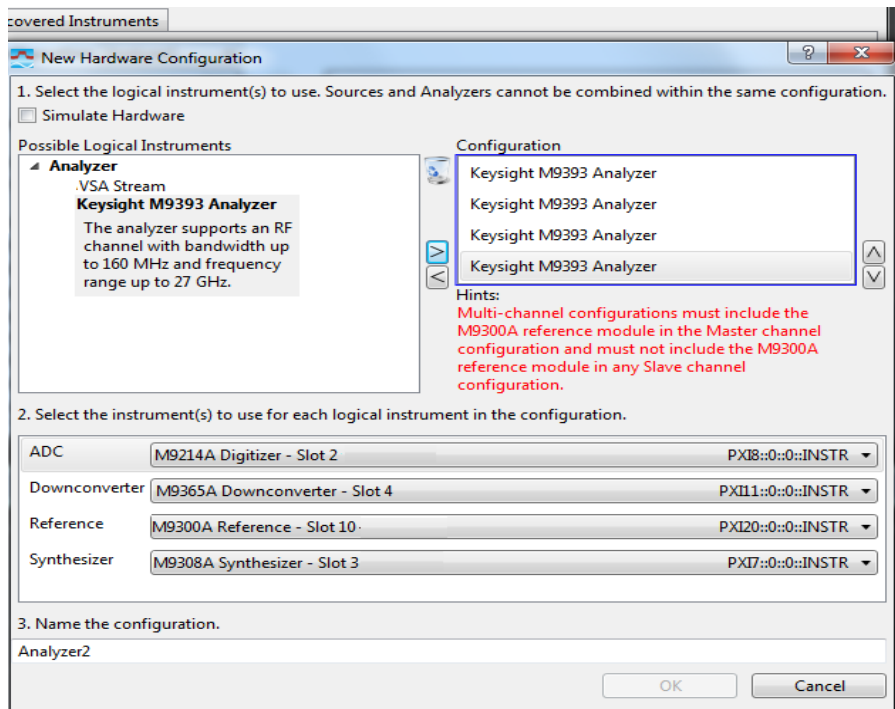 covered Instruments
New Hardware Configuration
?
x
1. Select the logical instrument(s) to use. Sources and Analyzers cannot be combined within the same configuration.
Simulate Hardware
Possible Logical Instruments
Analyzer
VSA Stream
Keysight M9393 Analyzer
The analyzer supports an RF
channel with bandwidth up
to 160 MHz and frequency
range up to 27 GHz.
>
<
Configuration
Keysight M9393 Analyzer
Keysight M9393 Analyzer
Keysight M9393 Analyzer
Keysight M9393 Analyzer
Hints:
Multi-channel configurations must include the
M9300A reference module in the Master channel
configuration and must not include the M9300A
reference module in any Slave channel
configuration.
2. Select the instrument(s) to use for each logical instrument in the configuration.
ADC M9214A Digitizer - Slot 2 PXI8::0::0::INSTR
Downconverter M9365A Downconverter - Slot 4 PXI11::0::0::INSTR
Reference M9300A Reference - Slot 10 PXI20::0::0::INSTR
Synthesizer M9308A Synthesizer - Slot 3 PXI7::0::0::INSTR
3. Name the configuration.
Analyzer2
OK Cancel